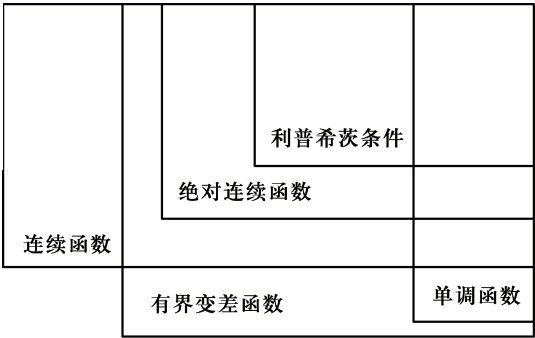 利普希茨条件
绝对连续函数
连续函数
有界变差函数
单调函数